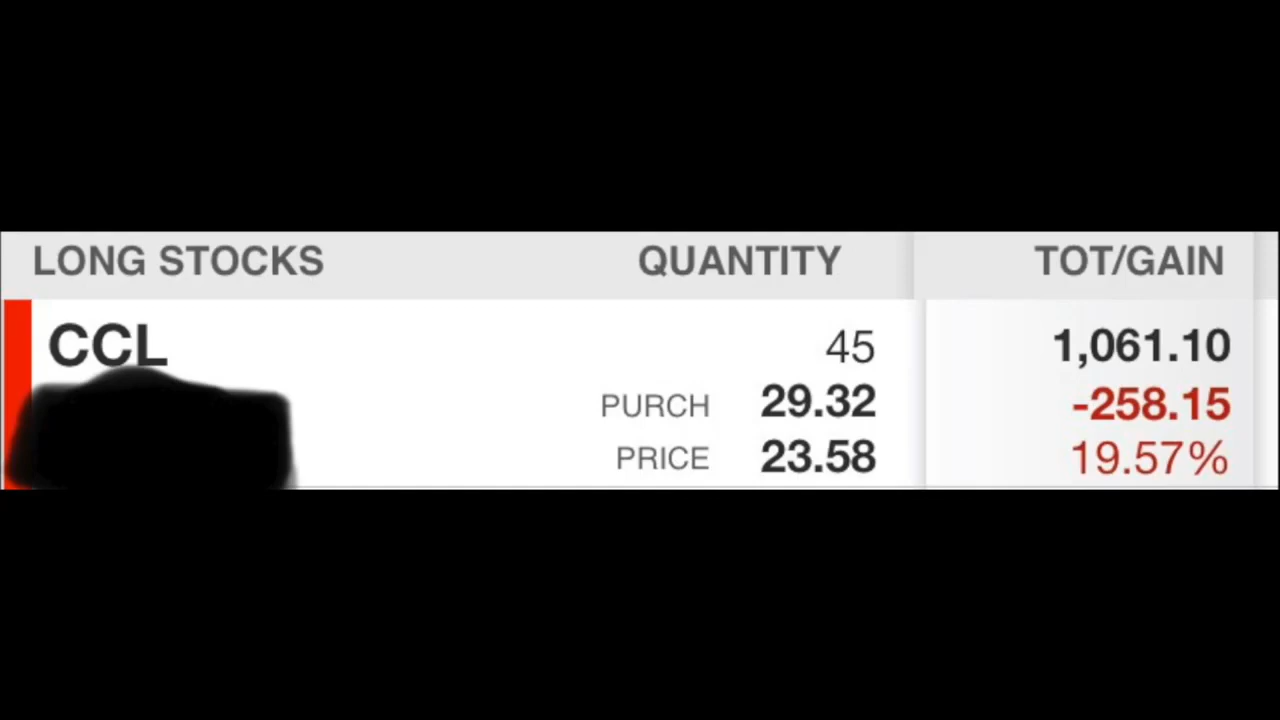 LONG STOCKS QUANTITY TOT/GAIN
CCL 45 1,061.10
PURCH 29.32 -258.15
PRICE 23.58 19.57%